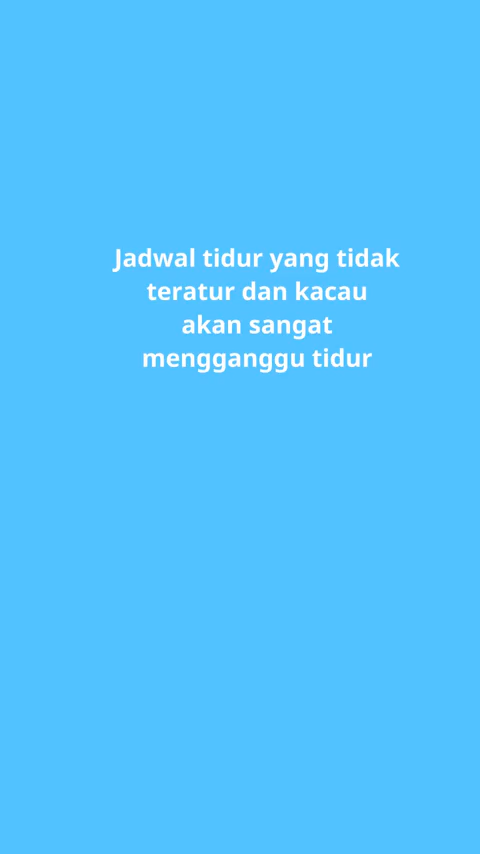 Jadwal tidur yang tidak
teratur dan kacau
akan sangat
mengganggu tidur